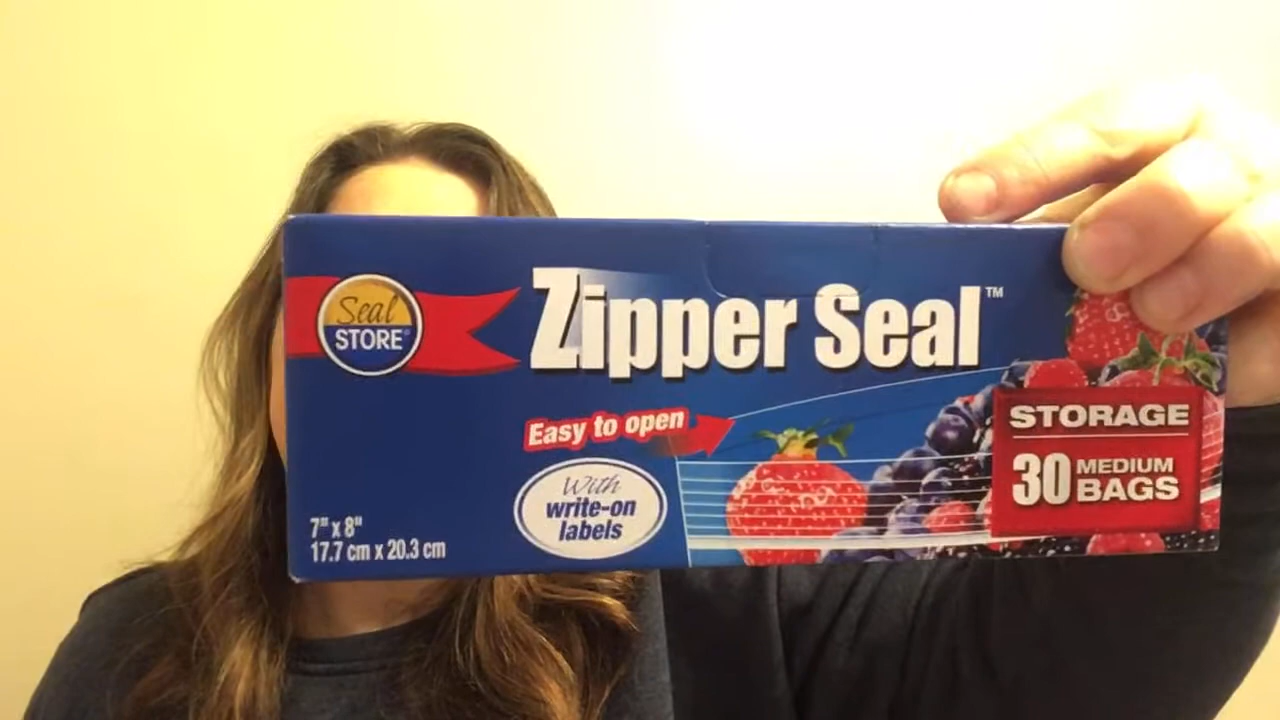 Seal
STORE®
Zipper Seal™
Easy to open
With
write-on
labels
7" x 8"
17.7 cm x 20.3 cm
STORAGE
30 MEDIUM
BAGS